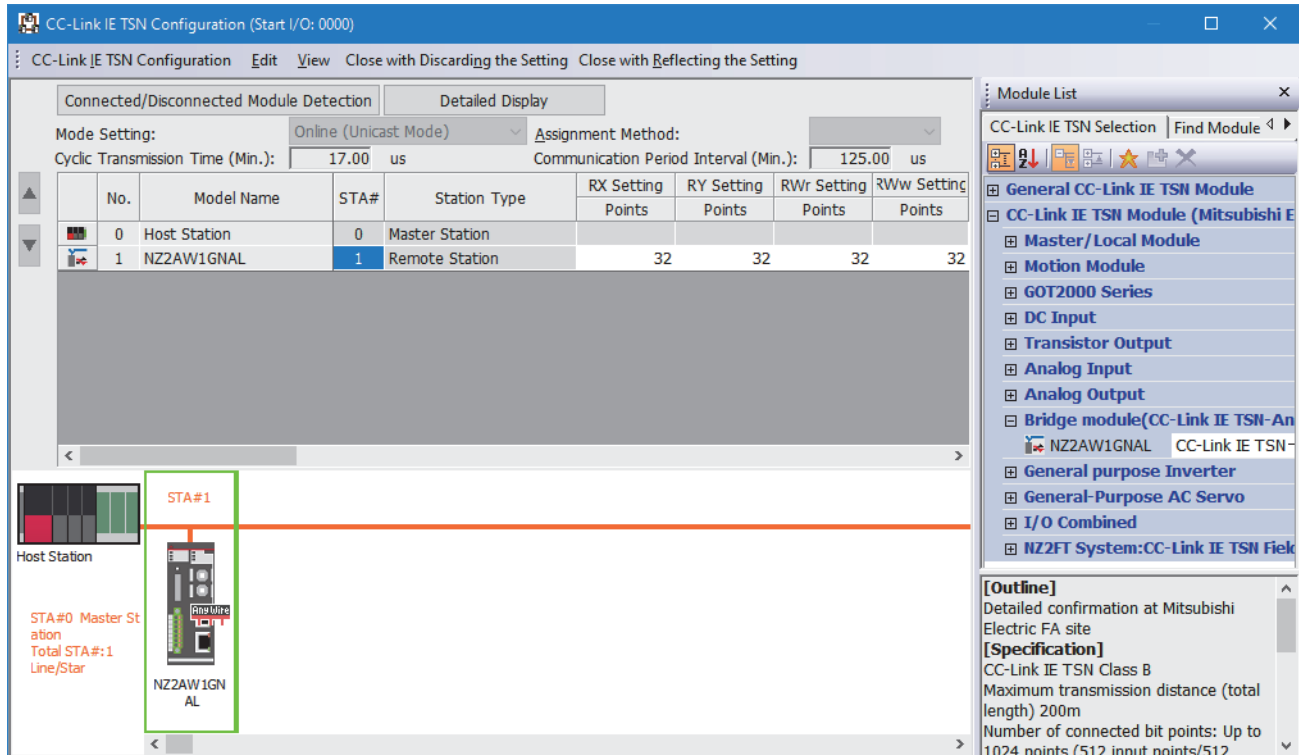 CC-Link IE TSN Configuration (Start I/O: 0000)
CC-Link IE TSN Configuration Edit View Close with Discarding the Setting Close with Reflecting the Setting
Connected/Disconnected Module Detection Detailed Display
Mode Setting: Online (Unicast Mode) Assignment Method:
Cyclic Transmission Time (Min.): 17.00 us Communication Period Interval (Min.): 125.00 us
No. Model Name STA# Station Type RX Setting RY Setting RWr Setting RWw Setting
Points Points Points Points
0 Host Station 0 Master Station
1 NZ2AW1GNAL 1 Remote Station 32 32 32 32
STA#1
Host Station
AnyWire
STA#0 Master St
ation
Total STA#:1
Line/Star
NZ2AW1GN
AL
Module List
CC-Link IE TSN Selection Find Module
General CC-Link IE TSN Module
CC-Link IE TSN Module (Mitsubishi E
Master/Local Module
Motion Module
GOT2000 Series
DC Input
Transistor Output
Analog Input
Analog Output
Bridge module(CC-Link IE TSN-An
NZ2AW1GNAL CC-Link IE TSN-
General purpose Inverter
General-Purpose AC Servo
I/O Combined
NZ2FT System:CC-Link IE TSN Fiek
[Outline]
Detailed confirmation at Mitsubishi
Electric FA site
[Specification]
CC-Link IE TSN Class B
Maximum transmission distance (total
length) 200m
Number of connected bit points: Up to
1024 points (512 input points/512